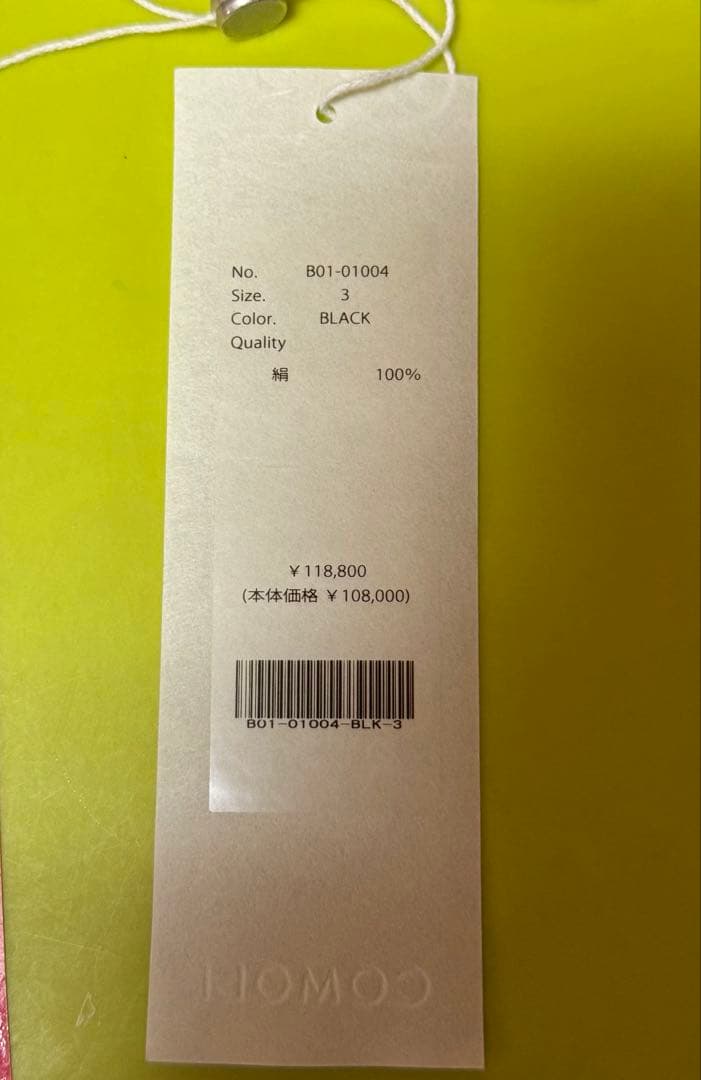 No. B01-01004
Size. 3
Color. BLACK
Quality
絹 100%
¥118,800
(本体価格 ¥108,000)
B01-01004-BLK-3
COMOLI